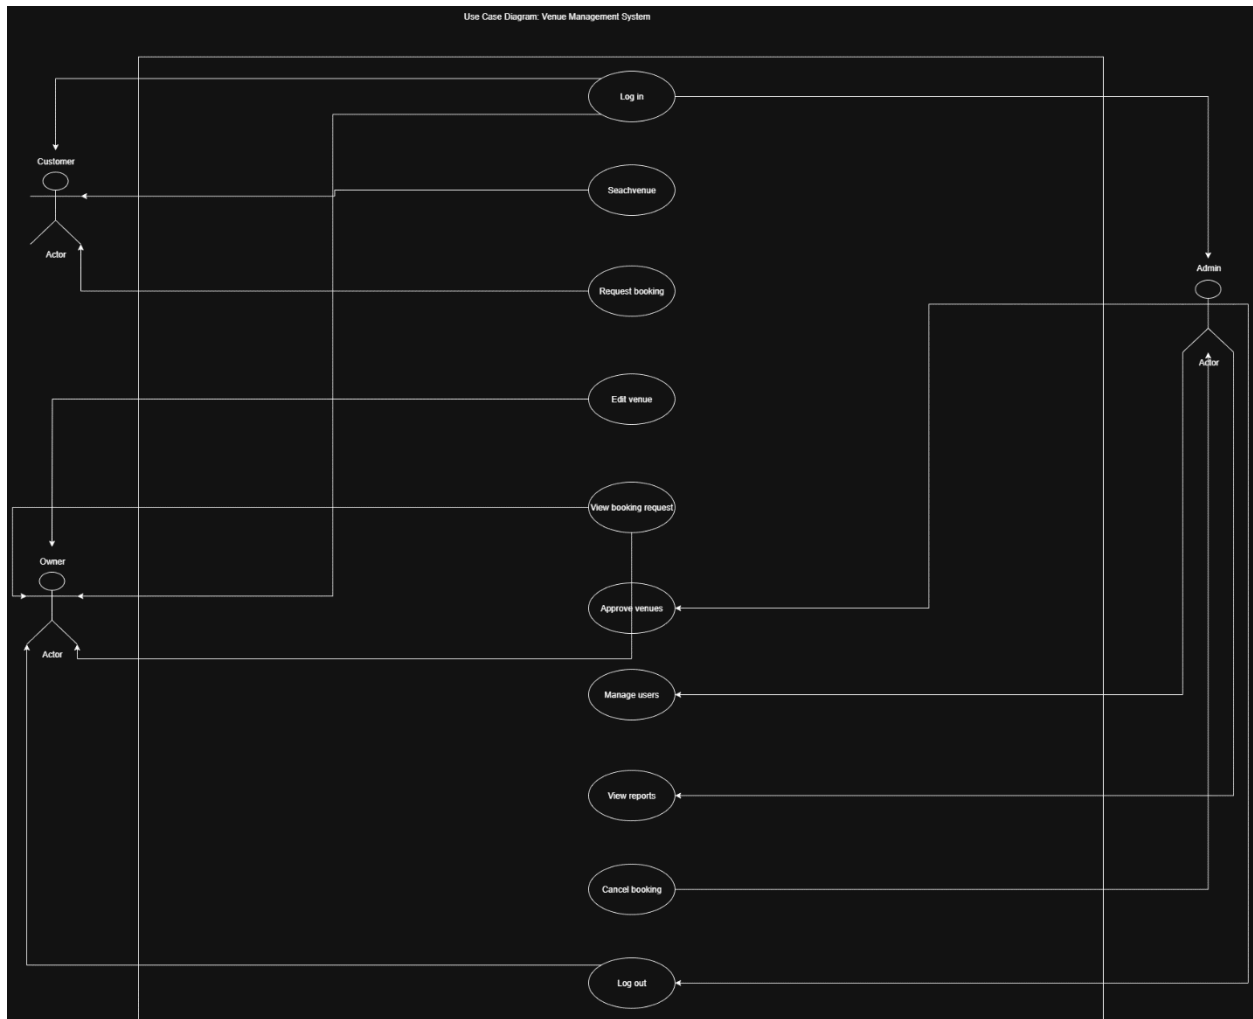 Use Case Diagram: Venue Management System
Log in
Customer
Seachvenue
Actor
Admin
Request booking
Actor
Edit venue
View booking request
Owner
Approve venues
Actor
Manage users
View reports
Cancel booking
Log out